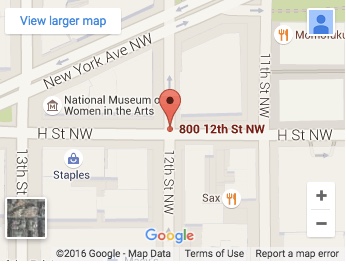 View larger map
Momofuku
New York Ave NW
11th St NW
National Museum of
Women in the Arts
800 12th St NW
H St NW
H St NW
13th St
Staples
12th St NW
Sax
+
−
Google
©2016 Google - Map Data
Terms of Use
Report a map error